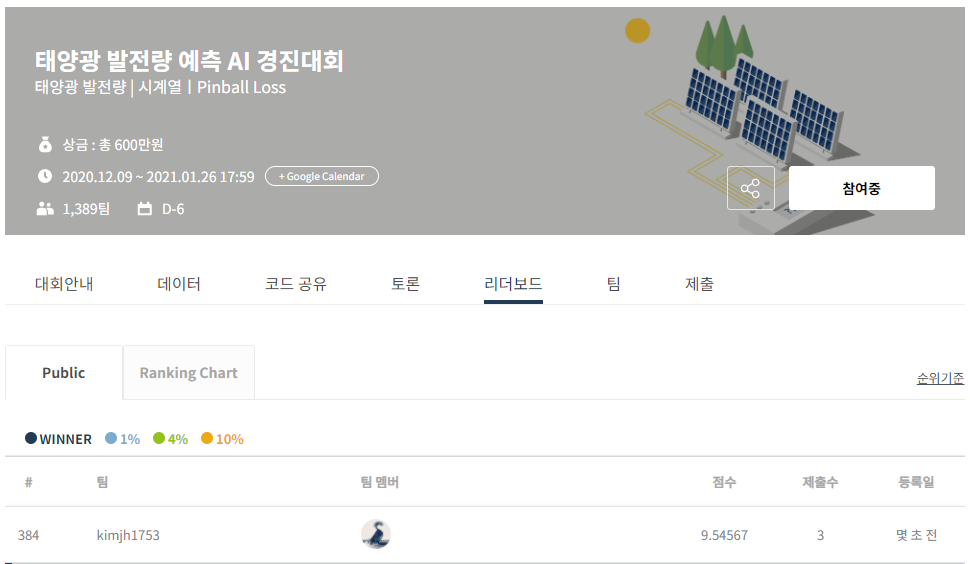 태양광 발전량 예측 AI 경진대회
태양광 발전량 | 시계열 | Pinball Loss
상금 : 총 600만원
2020.12.09 ~ 2021.01.26 17:59 + Google Calendar
1,389팀 D-6
참여중
대회안내 데이터 코드 공유 토론 리더보드 팀 제출
Public Ranking Chart
순위기준
WINNER 1% 4% 10%
# 팀 팀 멤버 점수 제출수 등록일
384 kimjh1753 9.54567 3 몇 초 전